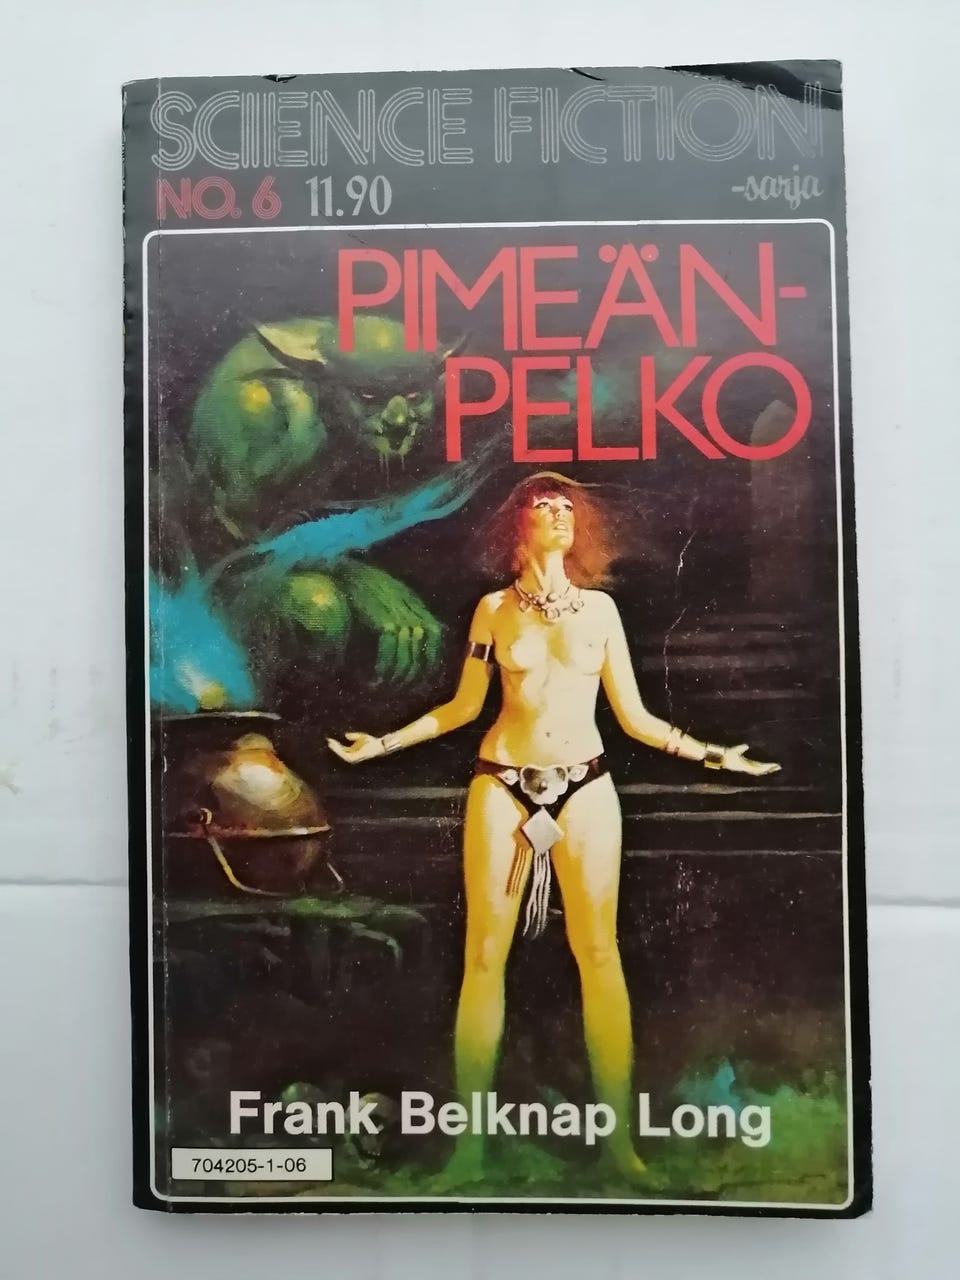 SCIENCE FICTION
-sarja
NO. 6 11.90
PIMEÄN-
PELKO
Frank Belknap Long
704205-1-06